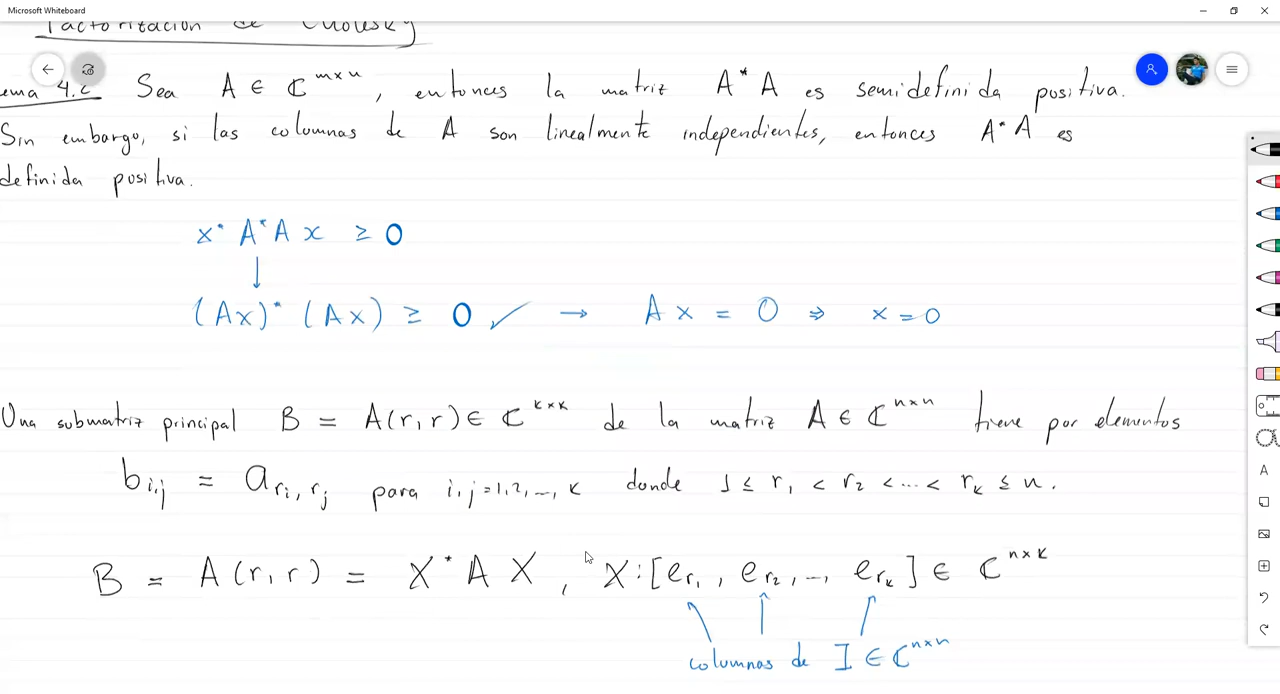 Microsoft Whiteboard
Factorización de Cholesky
ema 4.2 Sea A ∈ ℂ^{m×n}, entonces la matriz A* A es semidefinida positiva.
Sin embargo, si las columnas de A son linealmente independientes, entonces A* A es
definida positiva.
x* A* A x ≥ 0
↓
(Ax)* (Ax) ≥ 0 ✓ → Ax = 0 ⇒ x = 0
Una submatriz principal B = A(r,r) ∈ ℂ^{k×k} de la matriz A ∈ ℂ^{n×n} tiene por elementos
b_{i,j} = a_{r_i, r_j} para i,j = 1,2,...,k donde 1 ≤ r_1 < r_2 < ... < r_k ≤ n.
B = A(r,r) = X* A X, X:[e_{r_1}, e_{r_2}, ..., e_{r_k}] ∈ ℂ^{n×k}
columnas de I ∈ ℂ^{n×n}